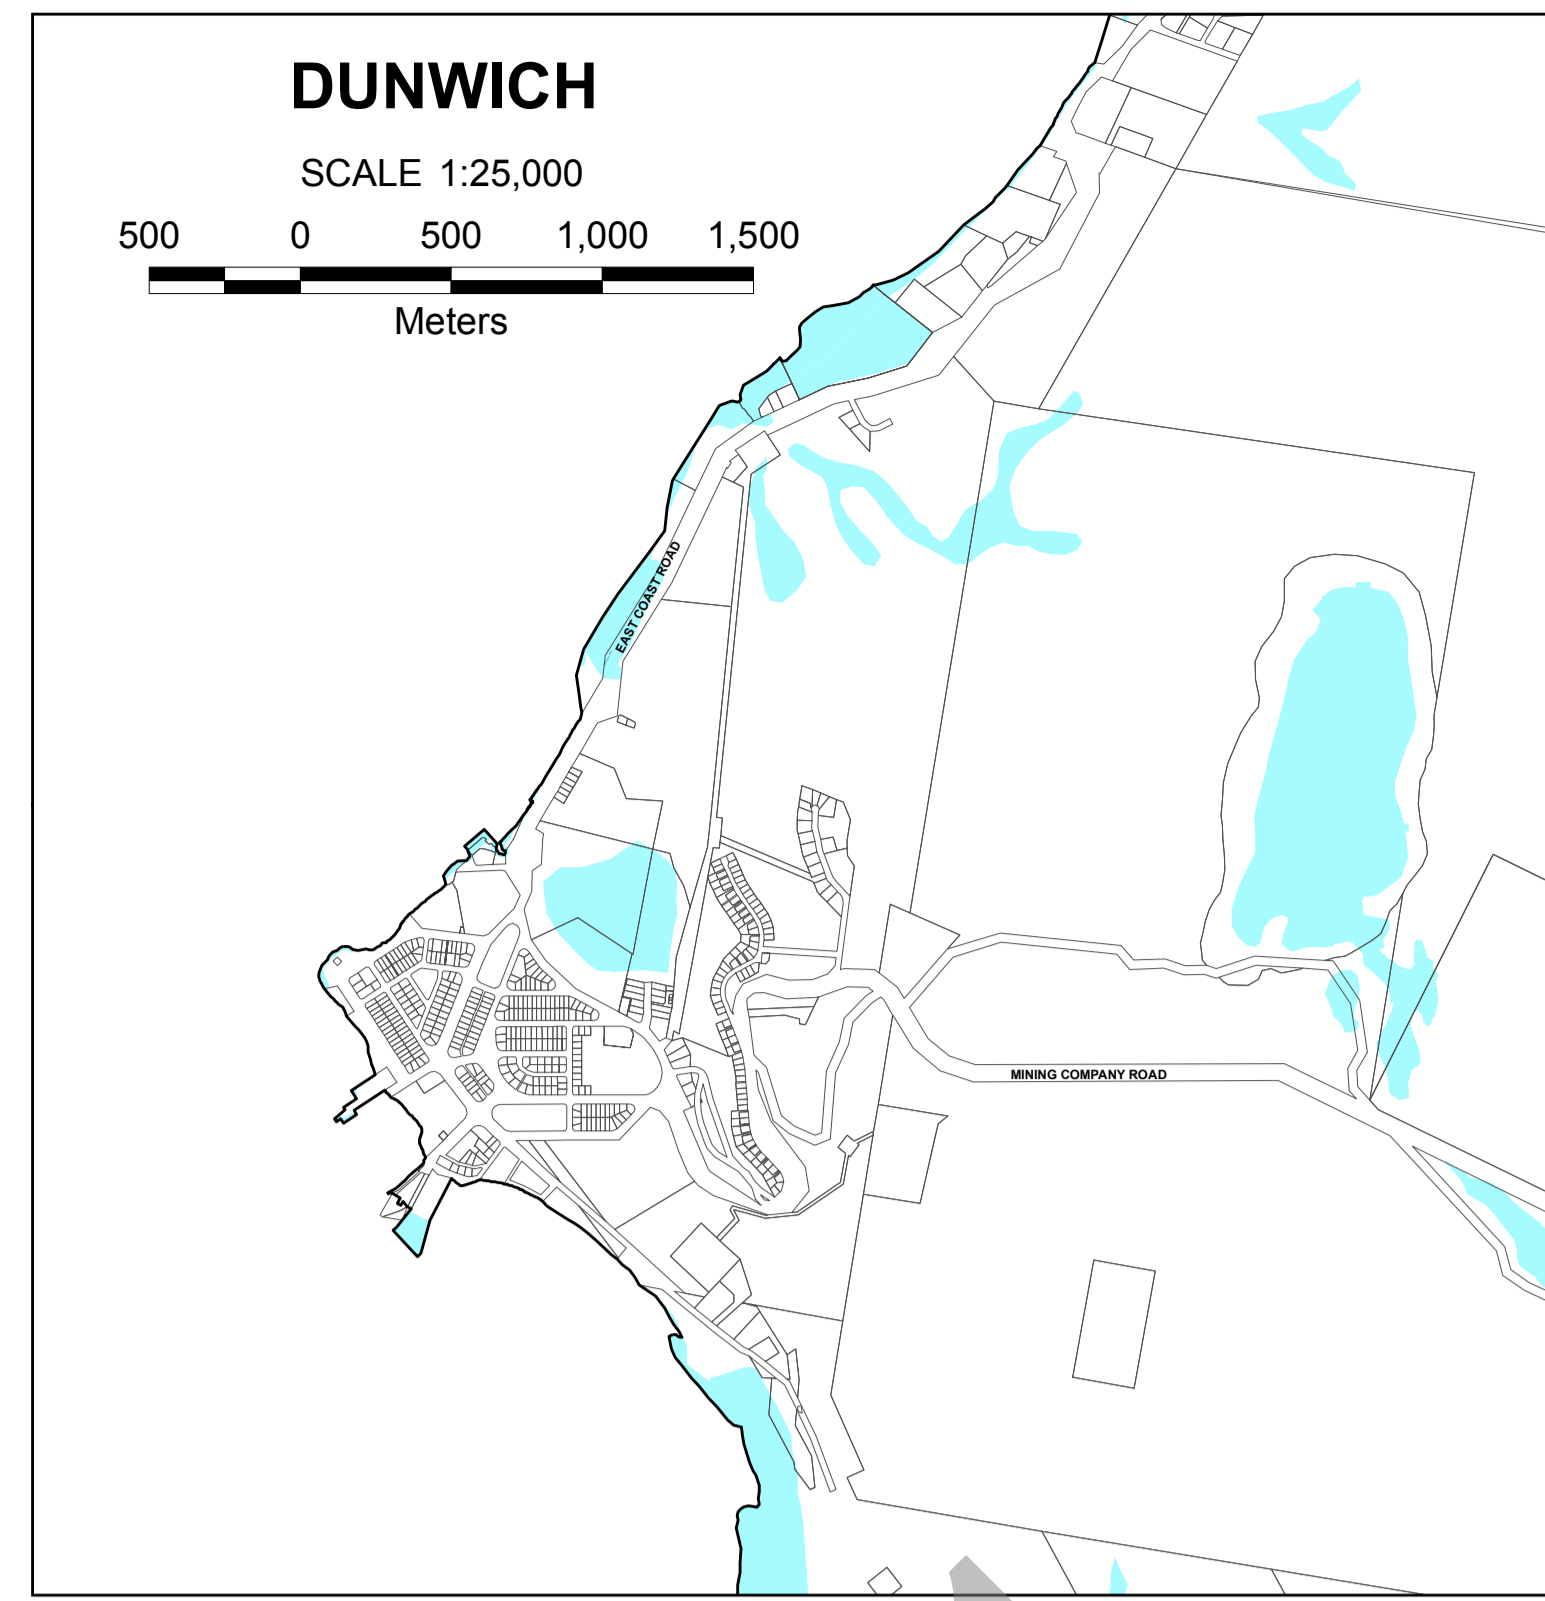 DUNWICH
SCALE 1:25,000
500 0 500 1,000 1,500
Meters
EAST COAST ROAD
MINING COMPANY ROAD